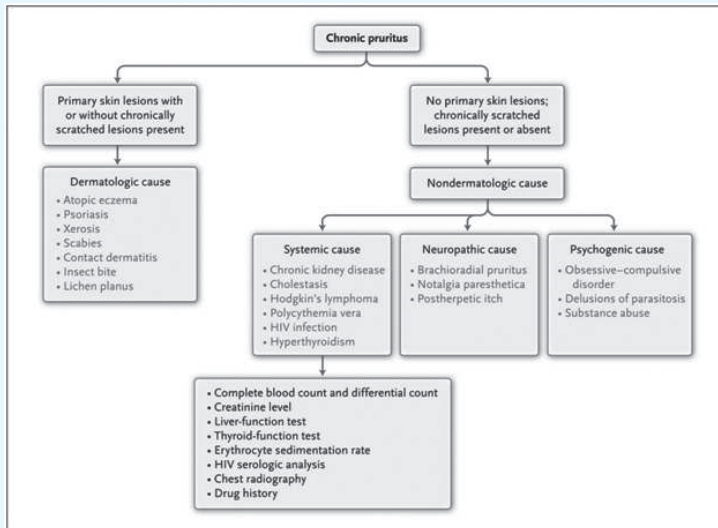 Chronic pruritus
Primary skin lesions with
or without chronically
scratched lesions present
No primary skin lesions;
chronically scratched
lesions present or absent
Dermatologic cause
• Atopic eczema
• Psoriasis
• Xerosis
• Scabies
• Contact dermatitis
• Insect bite
• Lichen planus
Nondermatologic cause
Systemic cause
• Chronic kidney disease
• Cholestasis
• Hodgkin's lymphoma
• Polycythemia vera
• HIV infection
• Hyperthyroidism
Neuropathic cause
• Brachioradial pruritus
• Notalgia paresthetica
• Postherpetic itch
Psychogenic cause
• Obsessive–compulsive
disorder
• Delusions of parasitosis
• Substance abuse
• Complete blood count and differential count
• Creatinine level
• Liver-function test
• Thyroid-function test
• Erythrocyte sedimentation rate
• HIV serologic analysis
• Chest radiography
• Drug history